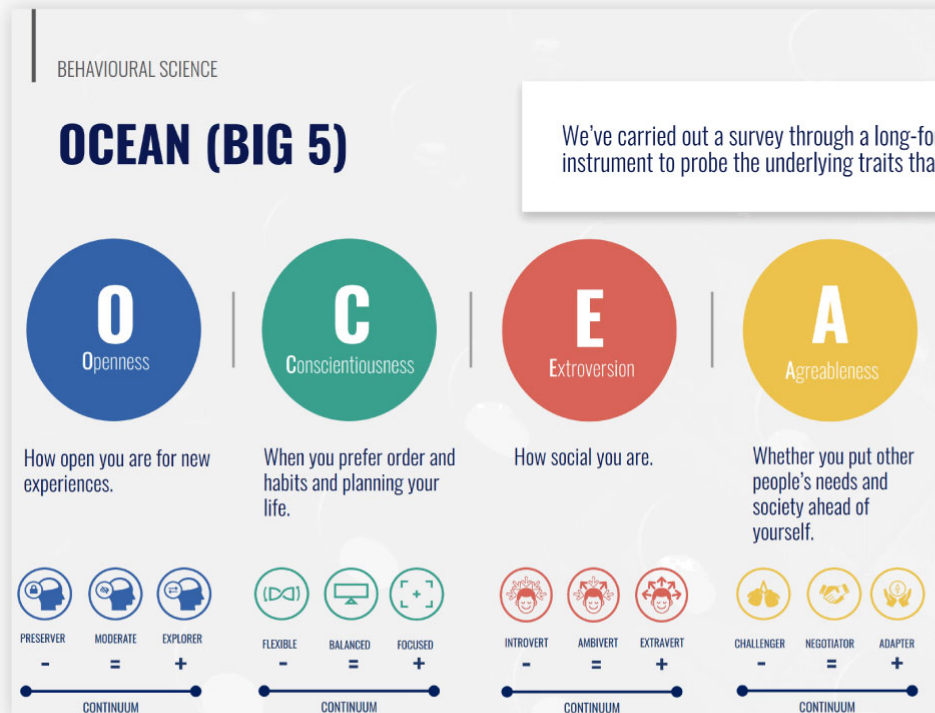 BEHAVIOURAL SCIENCE
OCEAN (BIG 5)
We've carried out a survey through a long-fo
instrument to probe the underlying traits tha
O
Openness
C
Conscientiousness
E
Extroversion
A
Agreableness
How open you are for new
experiences.
When you prefer order and
habits and planning your
life.
How social you are.
Whether you put other
people's needs and
society ahead of
yourself.
PRESERVER MODERATE EXPLORER
- = +
CONTINUUM
FLEXIBLE BALANCED FOCUSED
- = +
CONTINUUM
INTROVERT AMBIVERT EXTRAVERT
- = +
CONTINUUM
CHALLENGER NEGOTIATOR ADAPTER
- = +
CONTINUUM